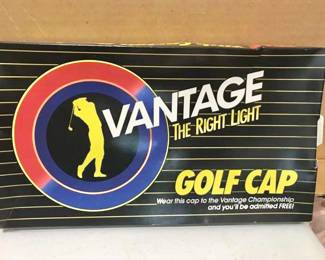 VANTAGE
THE RIGHT LIGHT
GOLF CAP
Wear this cap to the Vantage Championship
and you'll be admitted FREE!